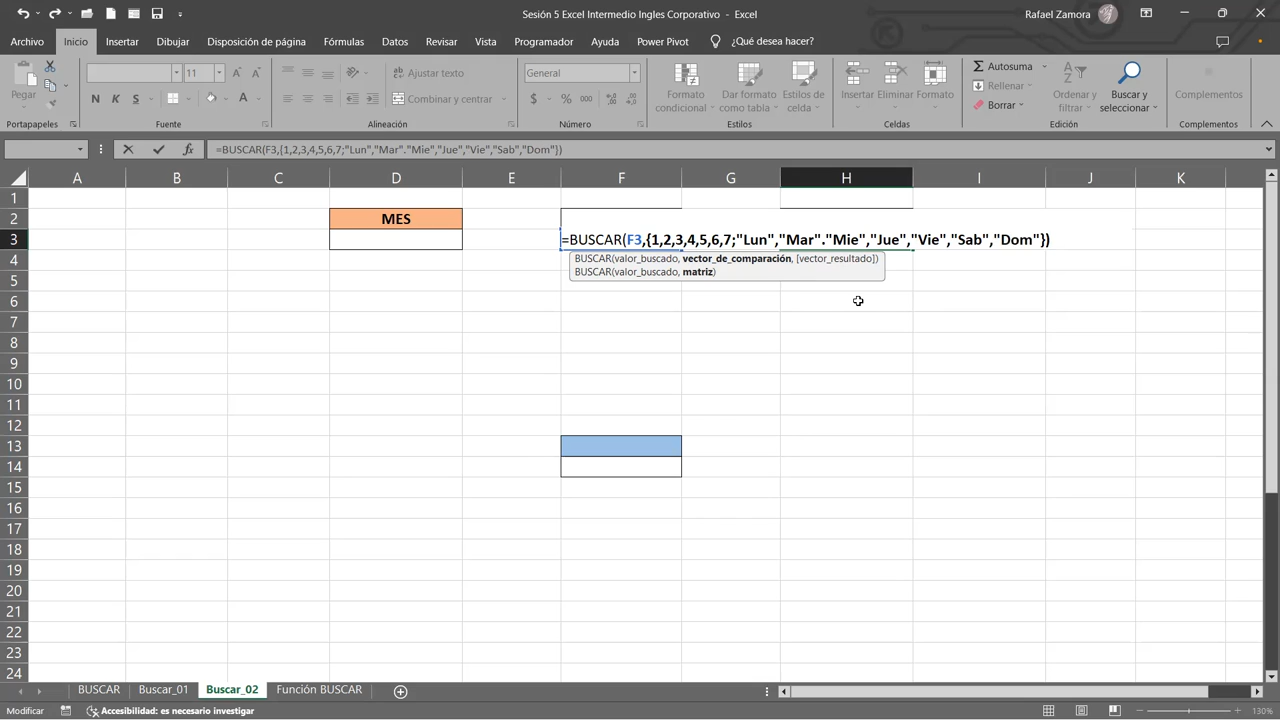 Sesión 5 Excel Intermedio Ingles Corporativo - Excel
Rafael Zamora
Archivo Inicio Insertar Dibujar Disposición de página Fórmulas Datos Revisar Vista Programador Ayuda Power Pivot ¿Qué desea hacer?
Pegar
11
N K S
Ajustar texto
Combinar y centrar
General
Formato condicional
Dar formato como tabla
Estilos de celda
Insertar
Eliminar
Formato
Autosuma
Rellenar
Borrar
Ordenar y filtrar
Buscar y seleccionar
Complementos
Portapapeles Fuente Alineación Número Estilos Celdas Edición Complementos
=BUSCAR(F3,{1,2,3,4,5,6,7;"Lun","Mar"."Mie","Jue","Vie","Sab","Dom"})
A B C D E F G H I J K
1
2 MES
3 =BUSCAR(F3,{1,2,3,4,5,6,7;"Lun","Mar"."Mie","Jue","Vie","Sab","Dom"})
BUSCAR(valor_buscado, vector_de_comparación, [vector_resultado])
BUSCAR(valor_buscado, matriz)
4
5
6
7
8
9
10
11
12
13
14
15
16
17
18
19
20
21
22
23
24
BUSCAR Buscar_01 Buscar_02 Función BUSCAR
Modificar Accesibilidad: es necesario investigar 130%